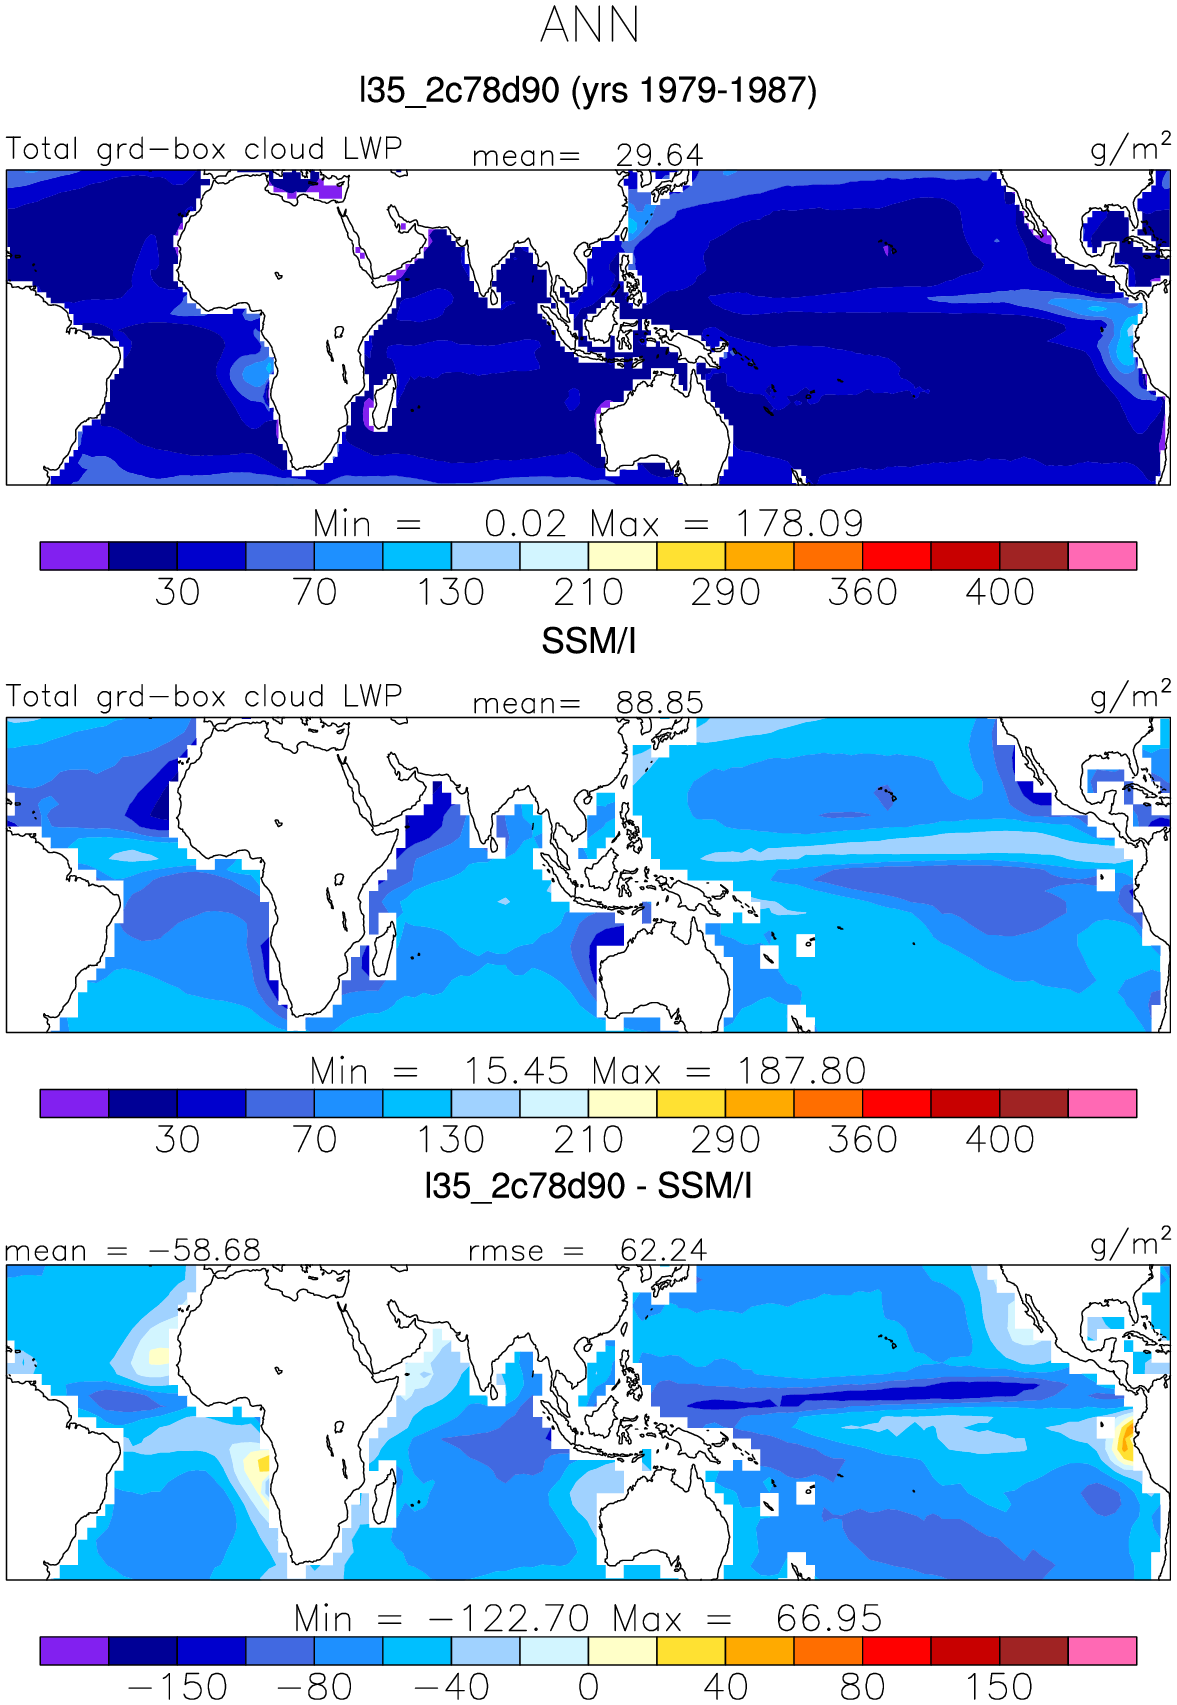 ANN
l35_2c78d90 (yrs 1979-1987)
Total grd-box cloud LWP mean= 29.64 g/m²
Min = 0.02 Max = 178.09
30 70 130 210 290 360 400
SSM/I
Total grd-box cloud LWP mean= 88.85 g/m²
Min = 15.45 Max = 187.80
30 70 130 210 290 360 400
l35_2c78d90 - SSM/I
mean = -58.68 rmse = 62.24 g/m²
Min = -122.70 Max = 66.95
-150 -80 -40 0 40 80 150